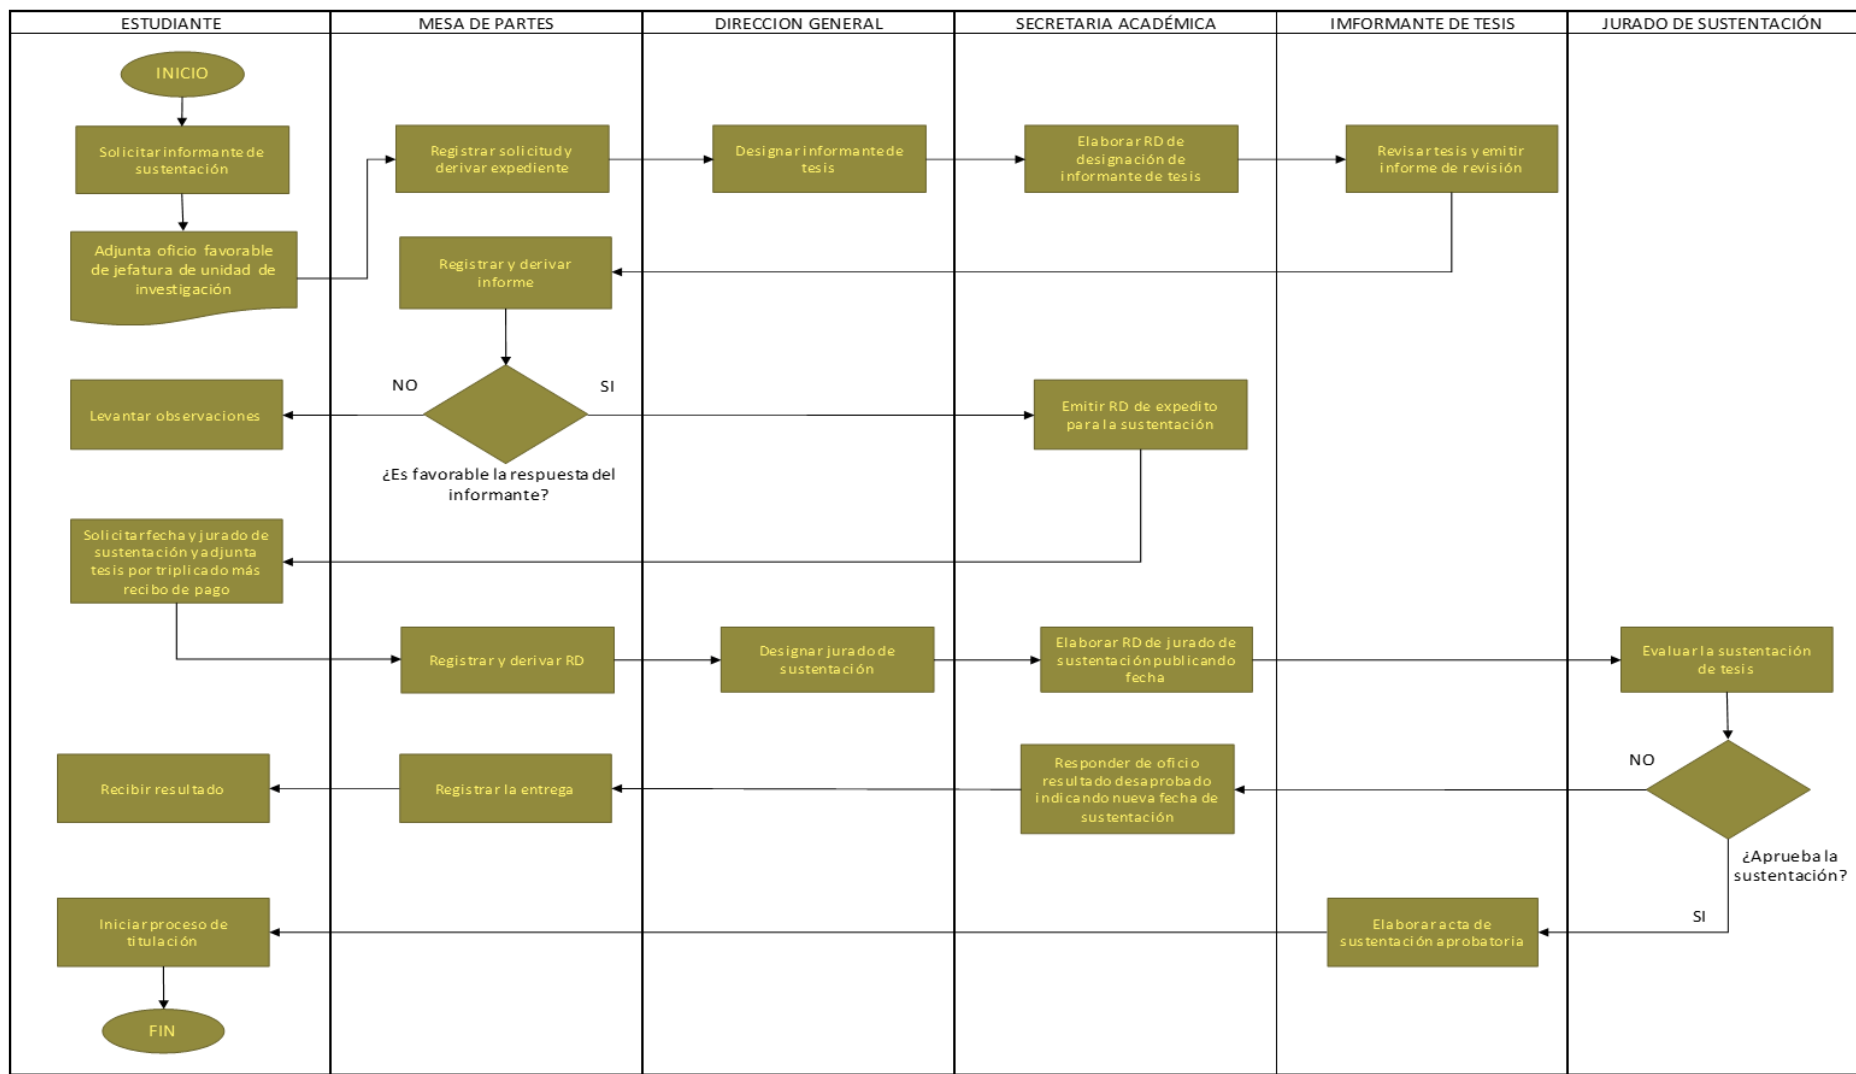 ESTUDIANTE
MESA DE PARTES
DIRECCION GENERAL
SECRETARIA ACADÉMICA
IMFORMANTE DE TESIS
JURADO DE SUSTENTACIÓN
INICIO
Solicitar informante de
sustentación
Registrar solicitud y
derivar expediente
Designar informante de
tesis
Elaborar RD de
designación de
informante de tesis
Revisar tesis y emitir
informe de revisión
Adjunta oficio favorable
de jefatura de unidad de
investigación
Registrar y derivar
informe
NO
SI
Levantar observaciones
Emitir RD de expedito
para la sustentación
¿Es favorable la respuesta del
informante?
Solicitar fecha y jurado de
sustentación y adjunta
tesis por triplicado más
recibo de pago
Registrar y derivar RD
Designar jurado de
sustentación
Elaborar RD de jurado de
sustentación publicando
fecha
Evaluar la sustentación
de tesis
NO
Recibir resultado
Registrar la entrega
Responder de oficio
resultado desaprobado
indicando nueva fecha de
sustentación
¿Aprueba la
sustentación?
SI
Iniciar proceso de
titulación
Elaborar acta de
sustentación aprobatoria
FIN